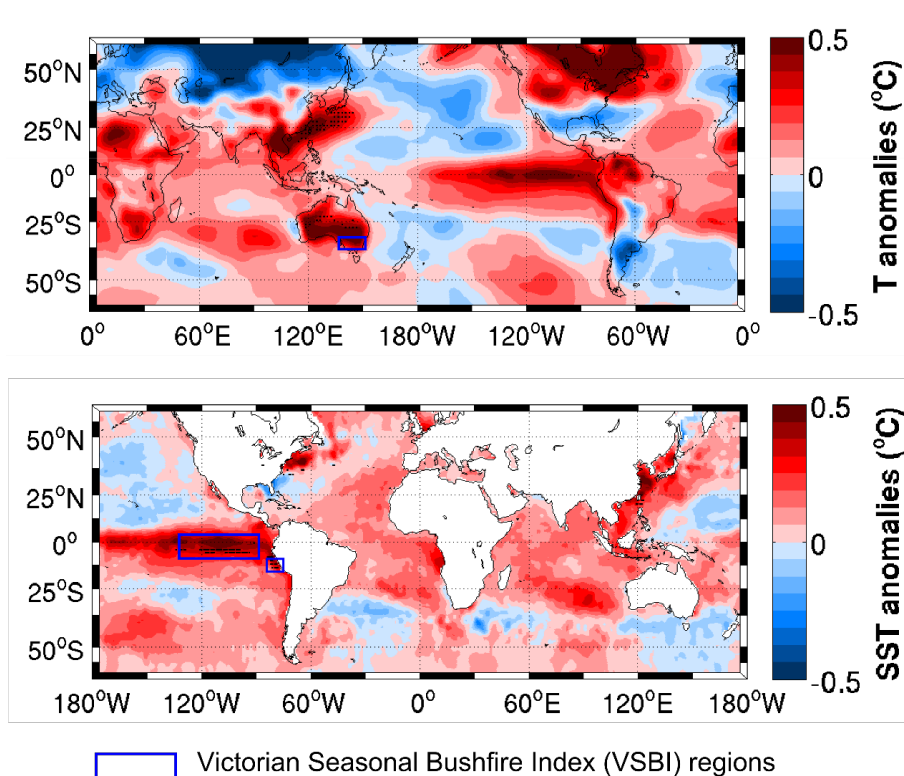 50°N
25°N
0°
25°S
50°S
0° 60°E 120°E 180°W 120°W 60°W 0°
0.5
0
-0.5
T anomalies (°C)
50°N
25°N
0°
25°S
50°S
180°W 120°W 60°W 0° 60°E 120°E 180°W
0.5
0
-0.5
SST anomalies (°C)
Victorian Seasonal Bushfire Index (VSBI) regions